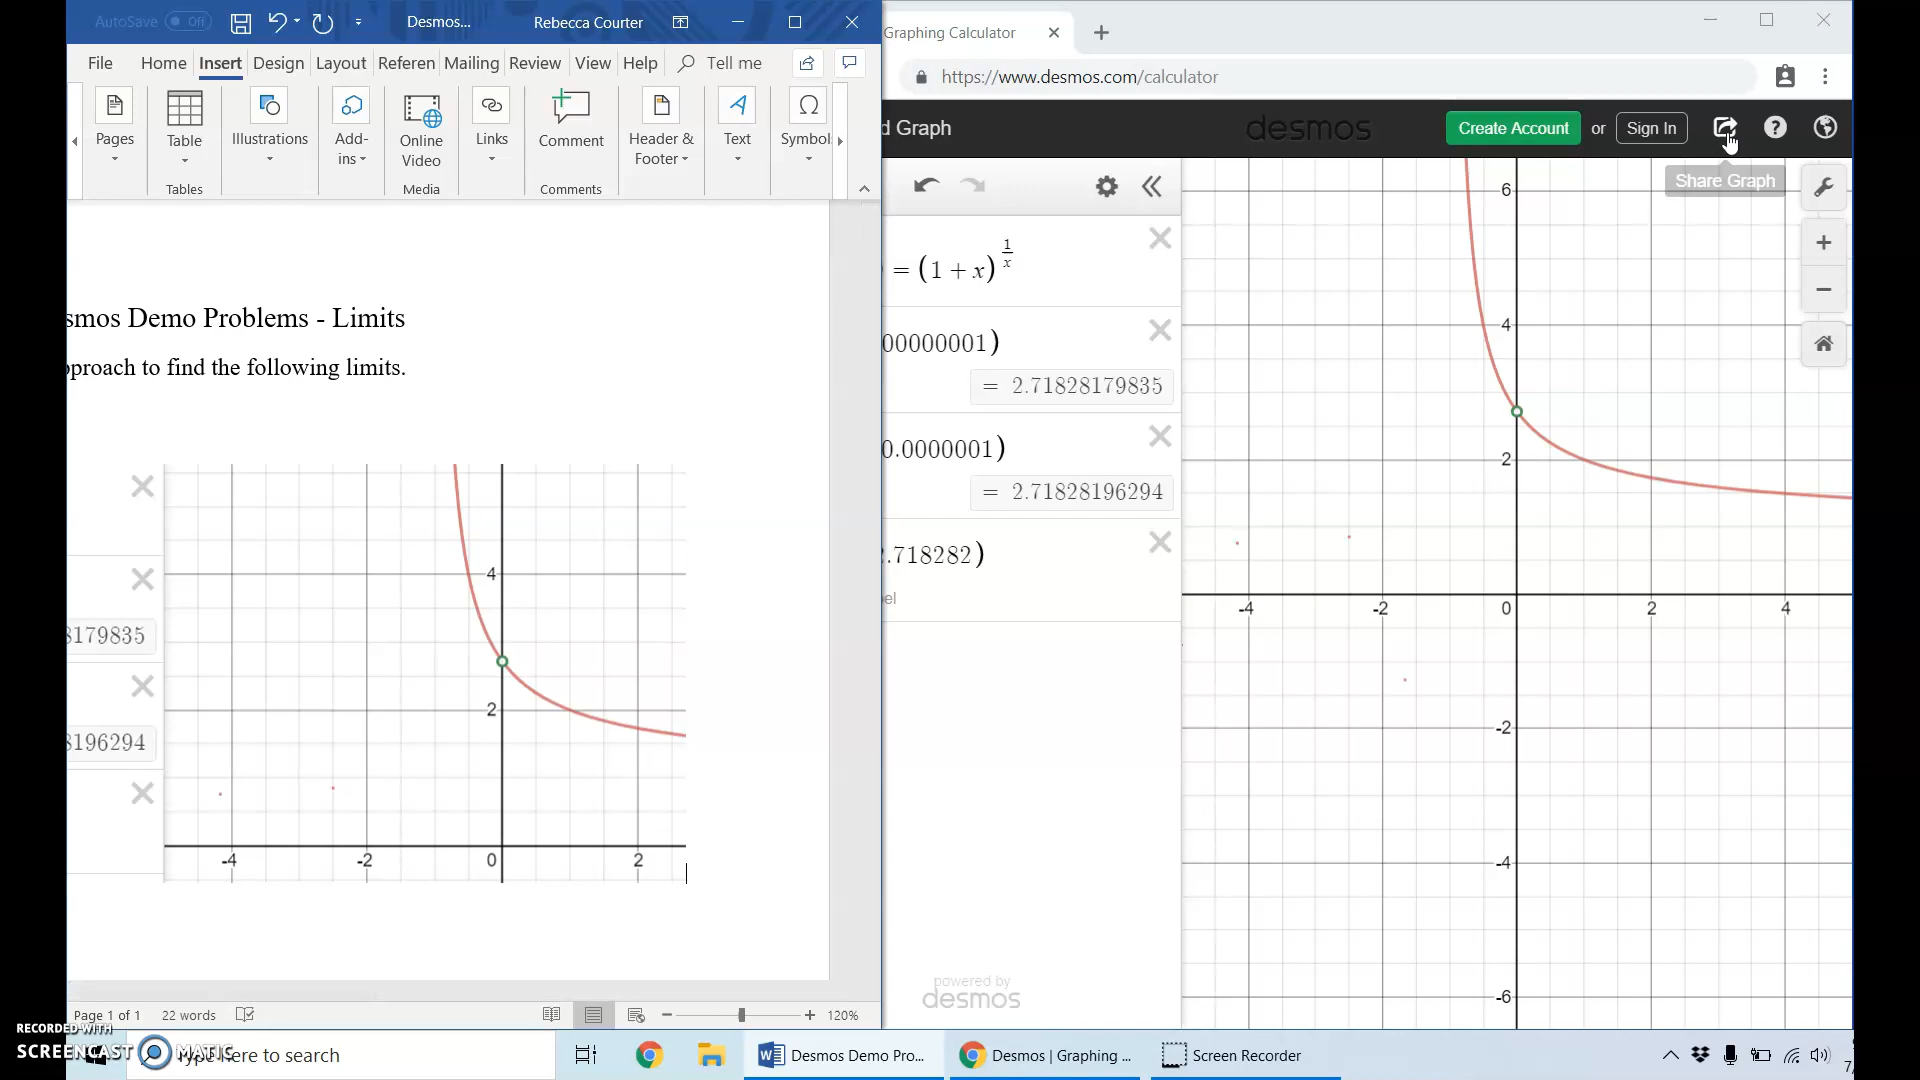 AutoSave Off
Desmos...
Rebecca Courter
File Home Insert Design Layout Referen Mailing Review View Help Tell me
Pages
Table
Illustrations
Add-
ins
Online
Video
Links
Comment
Header &
Footer
Text
Symbol
Tables
Media
Comments
smos Demo Problems - Limits
pproach to find the following limits.
8179835
8196294
4
2
-4
-2
0
2
Page 1 of 1
22 words
120%
Graphing Calculator
https://www.desmos.com/calculator
d Graph
desmos
Create Account
or
Sign In
Share Graph
= (1 + x)^(1/x)
00000001)
= 2.71828179835
0.0000001)
= 2.71828196294
2.718282)
el
powered by
desmos
6
4
2
-4
-2
0
2
4
-2
-4
-6
RECORDED WITH
SCREENCAST MATIC
Type here to search
Desmos Demo Pro...
Desmos | Graphing ...
Screen Recorder